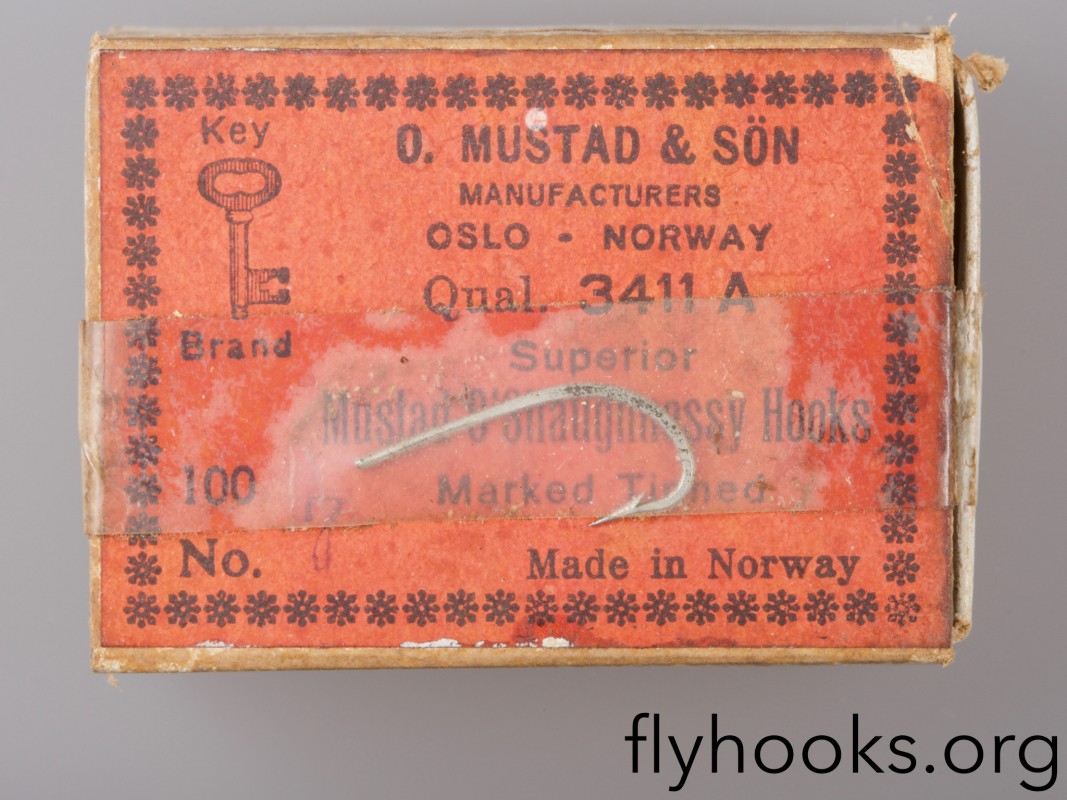 Key
O. MUSTAD & SÖN
MANUFACTURERS
OSLO - NORWAY
Qual. 3411 A
Brand
Superior
Mustad O'Shaughnessy Hooks
100
Marked Tinned
No.
Made in Norway
flyhooks.org